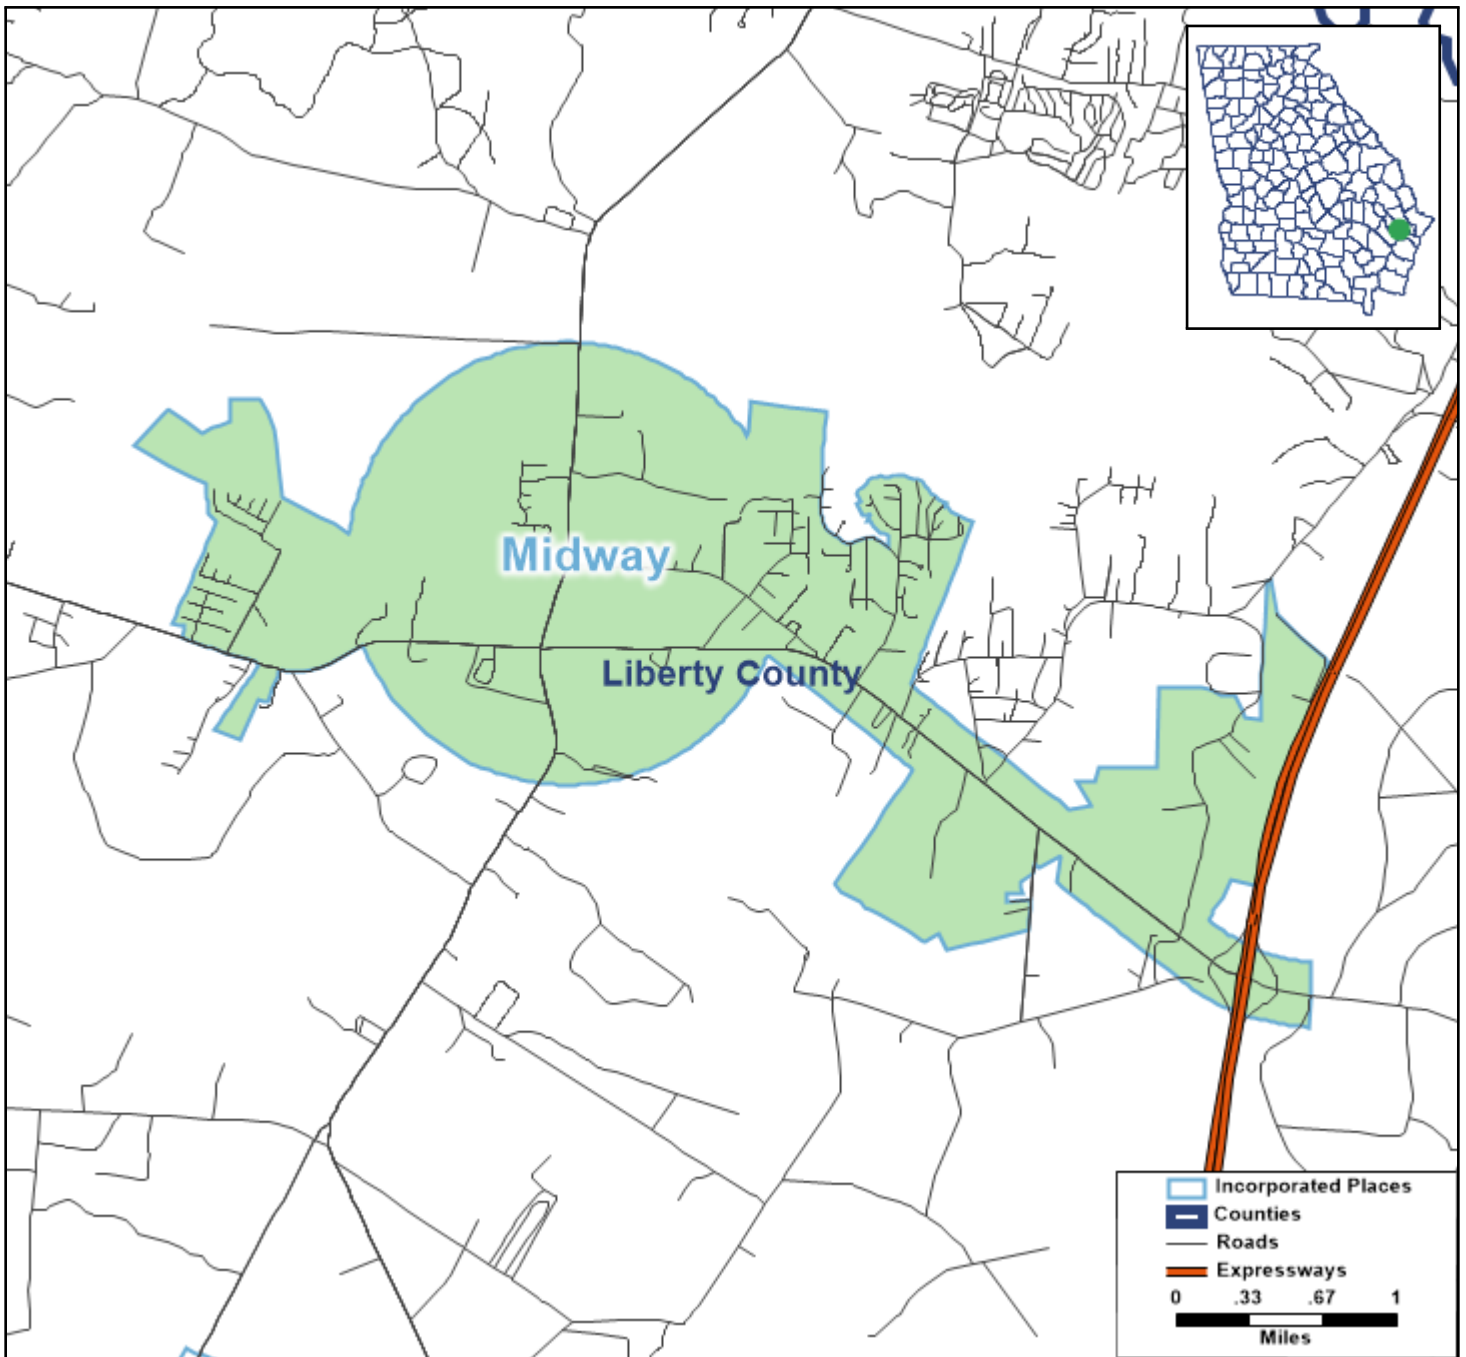 Midway
Liberty County
Incorporated Places
Counties
Roads
Expressways
0 .33 .67 1
Miles